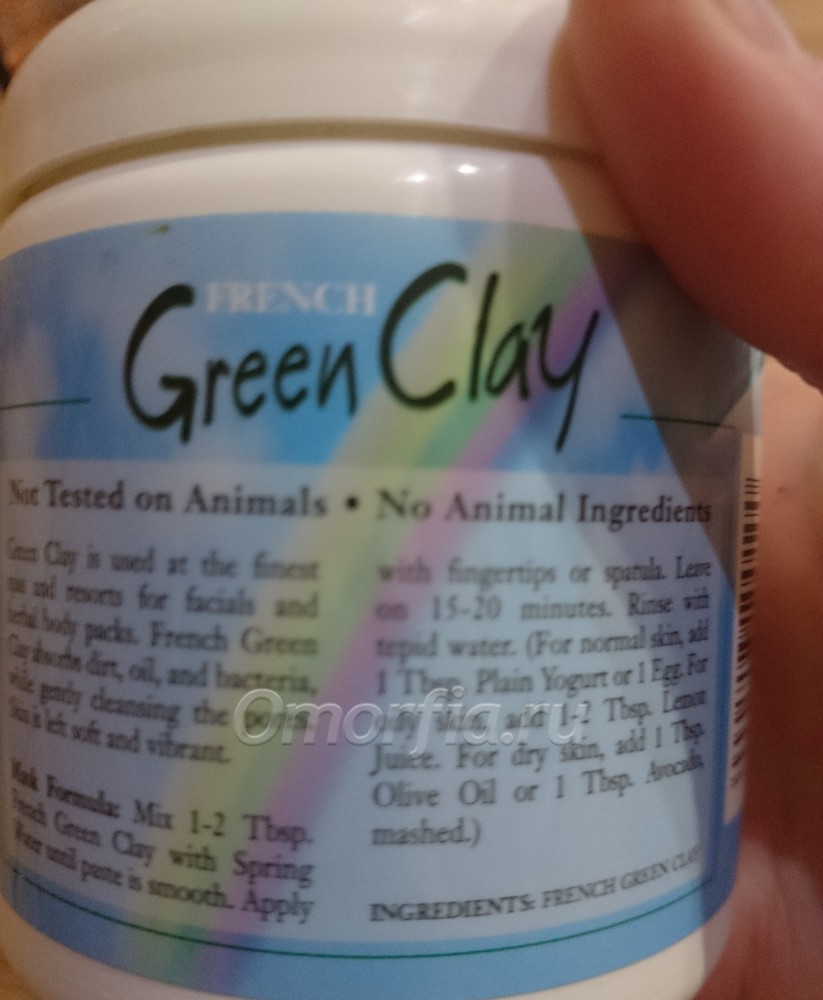 FRENCH
Green Clay
Not Tested on Animals • No Animal Ingredients
Green Clay is used at the finest
spas and resorts for facials and
herbal body packs. French Green
Clay absorbs dirt, oil, and bacteria,
while gently cleansing the pores.
Skin is left soft and vibrant.
Mask Formula: Mix 1-2 Tbsp.
French Green Clay with Spring
Water until paste is smooth. Apply
with fingertips or spatula. Leave
on 15-20 minutes. Rinse with
tepid water. (For normal skin, add
1 Tbsp. Plain Yogurt or 1 Egg. For
oily skin, add 1-2 Tbsp. Lemon
Juice. For dry skin, add 1 Tbsp.
Olive Oil or 1 Tbsp. Avocado,
mashed.)
INGREDIENTS: FRENCH GREEN CLAY
Omorfia.ru